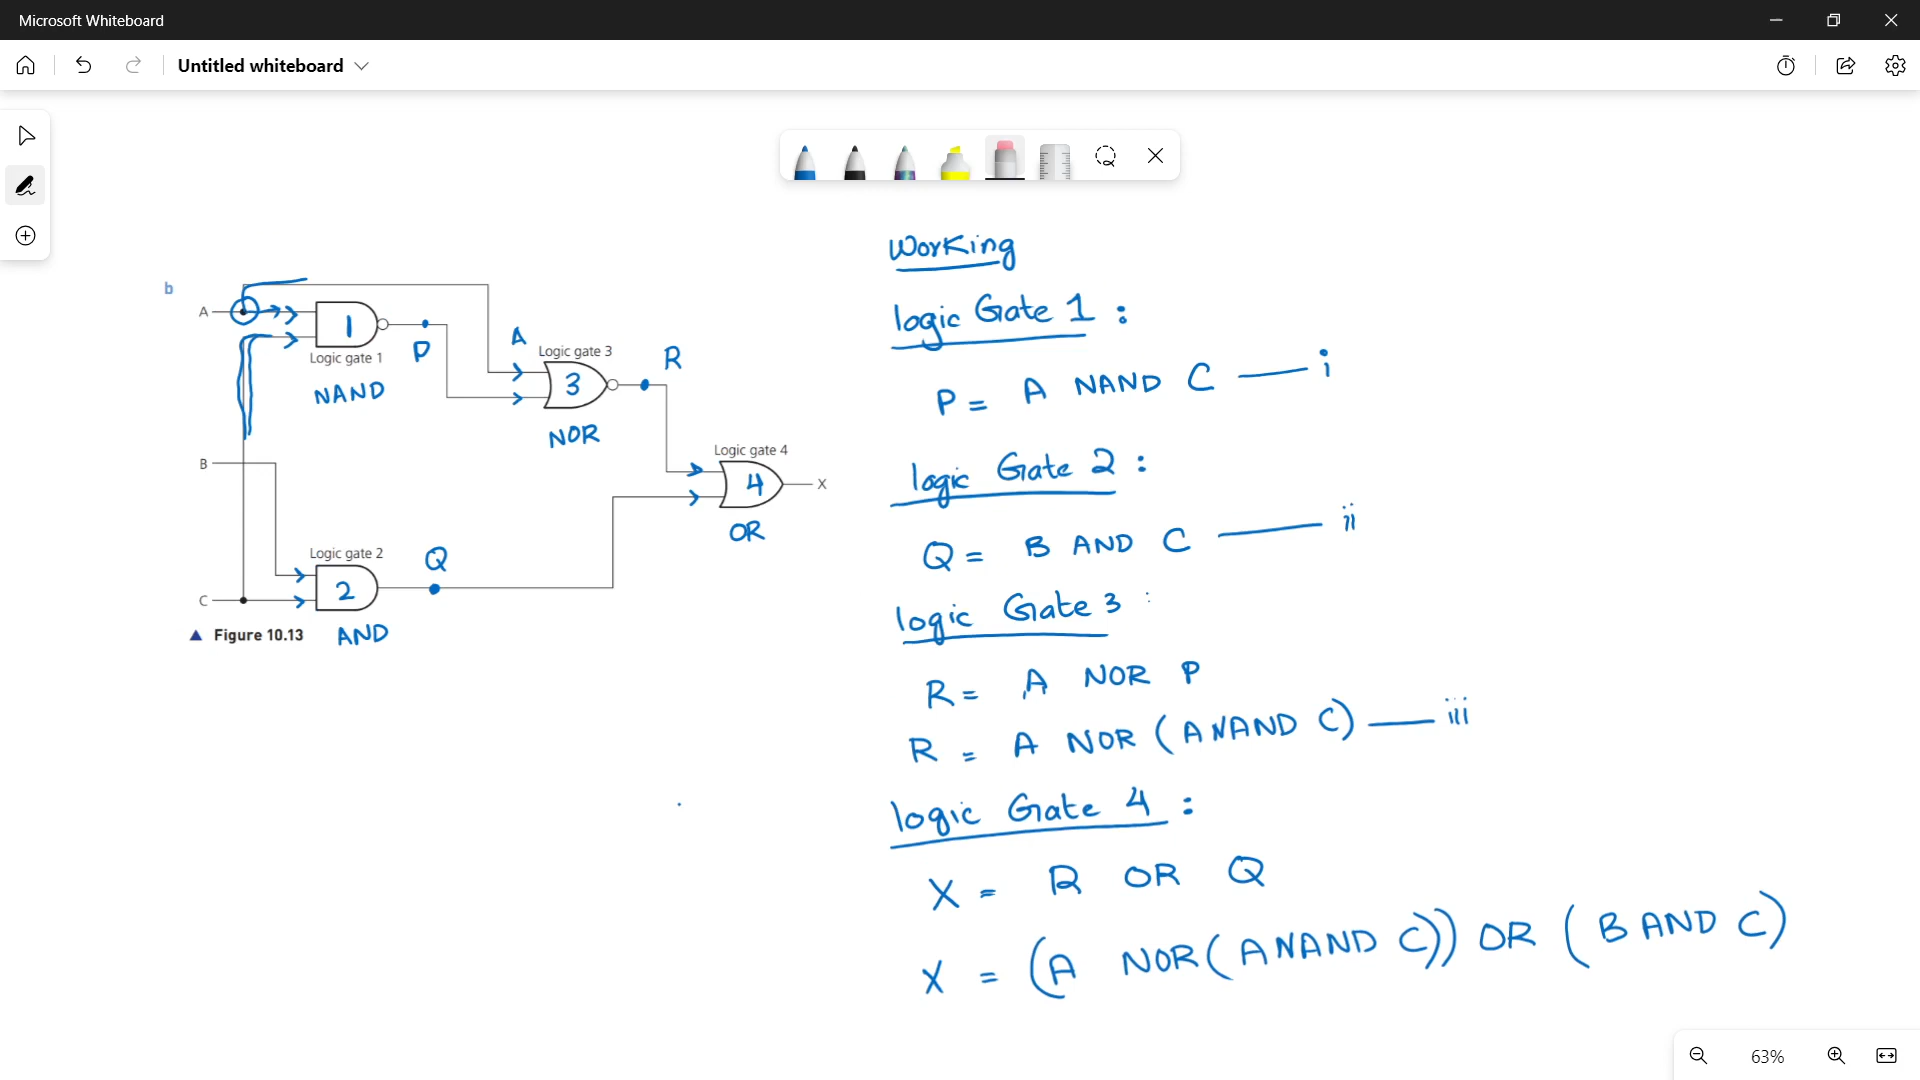 Microsoft Whiteboard
Untitled whiteboard
b
A
1
Logic gate 1
NAND
P
A
Logic gate 3
3
NOR
R
B
Logic gate 4
4
X
OR
Logic gate 2
2
Q
C
▲ Figure 10.13
AND
Working
logic Gate 1 :
P = A NAND C — i
logic Gate 2 :
Q = B AND C — ii
logic Gate 3 :
R = A NOR P
R = A NOR (A NAND C) — iii
logic Gate 4 :
X = R OR Q
X = (A NOR (A NAND C)) OR (B AND C)
63%